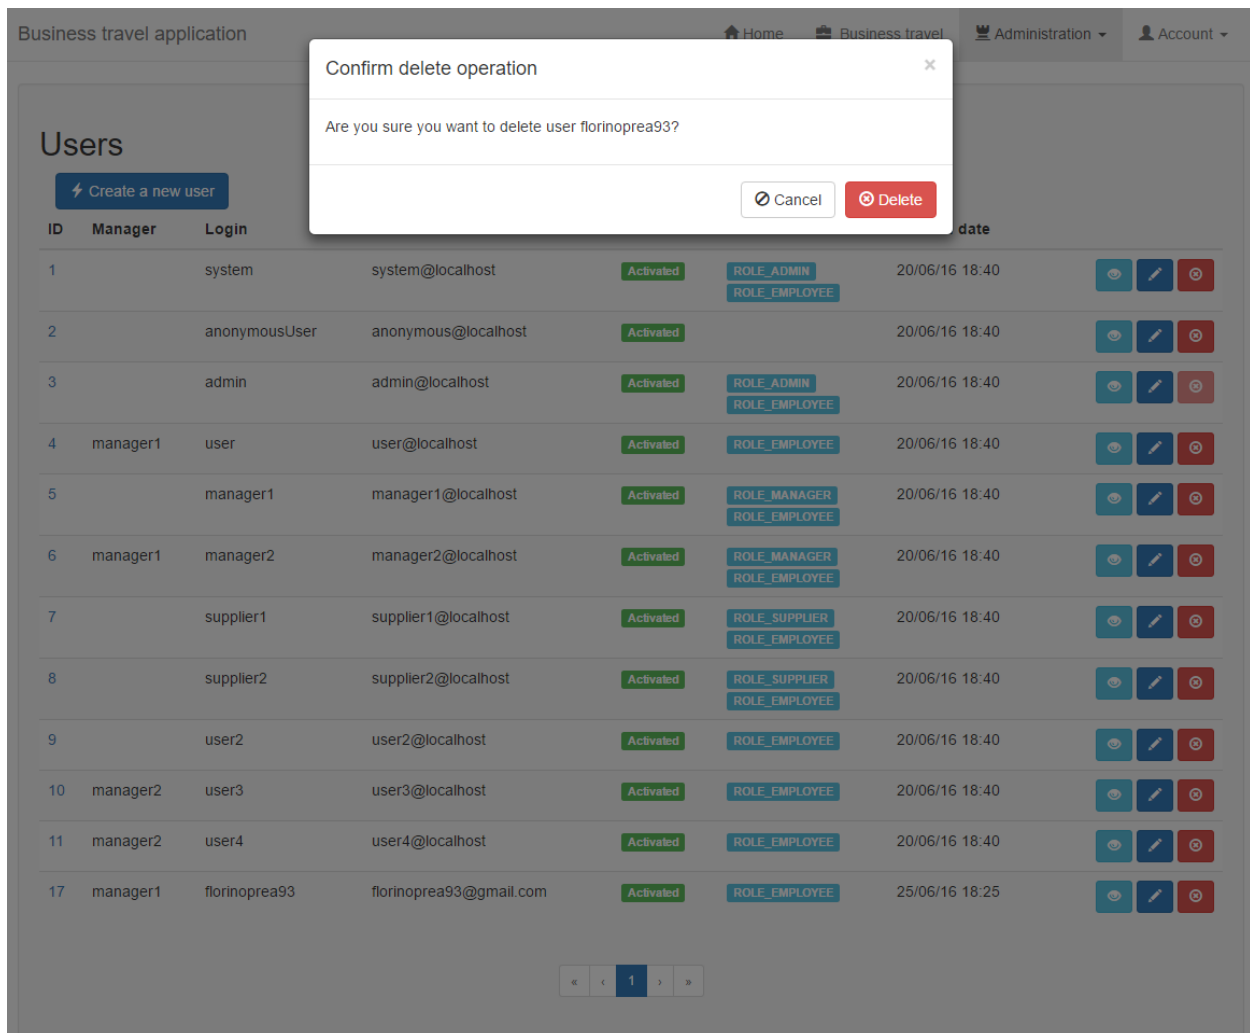 Business travel application Home Business travel Administration Account
Confirm delete operation ×
Are you sure you want to delete user florinoprea93?
Cancel Delete
Users
Create a new user
ID Manager Login date
1 system system@localhost Activated ROLE_ADMIN 20/06/16 18:40
ROLE_EMPLOYEE
2 anonymousUser anonymous@localhost Activated 20/06/16 18:40
3 admin admin@localhost Activated ROLE_ADMIN 20/06/16 18:40
ROLE_EMPLOYEE
4 manager1 user user@localhost Activated ROLE_EMPLOYEE 20/06/16 18:40
5 manager1 manager1@localhost Activated ROLE_MANAGER 20/06/16 18:40
ROLE_EMPLOYEE
6 manager1 manager2 manager2@localhost Activated ROLE_MANAGER 20/06/16 18:40
ROLE_EMPLOYEE
7 supplier1 supplier1@localhost Activated ROLE_SUPPLIER 20/06/16 18:40
ROLE_EMPLOYEE
8 supplier2 supplier2@localhost Activated ROLE_SUPPLIER 20/06/16 18:40
ROLE_EMPLOYEE
9 user2 user2@localhost Activated ROLE_EMPLOYEE 20/06/16 18:40
10 manager2 user3 user3@localhost Activated ROLE_EMPLOYEE 20/06/16 18:40
11 manager2 user4 user4@localhost Activated ROLE_EMPLOYEE 20/06/16 18:40
17 manager1 florinoprea93 florinoprea93@gmail.com Activated ROLE_EMPLOYEE 25/06/16 18:25
« ‹ 1 › »